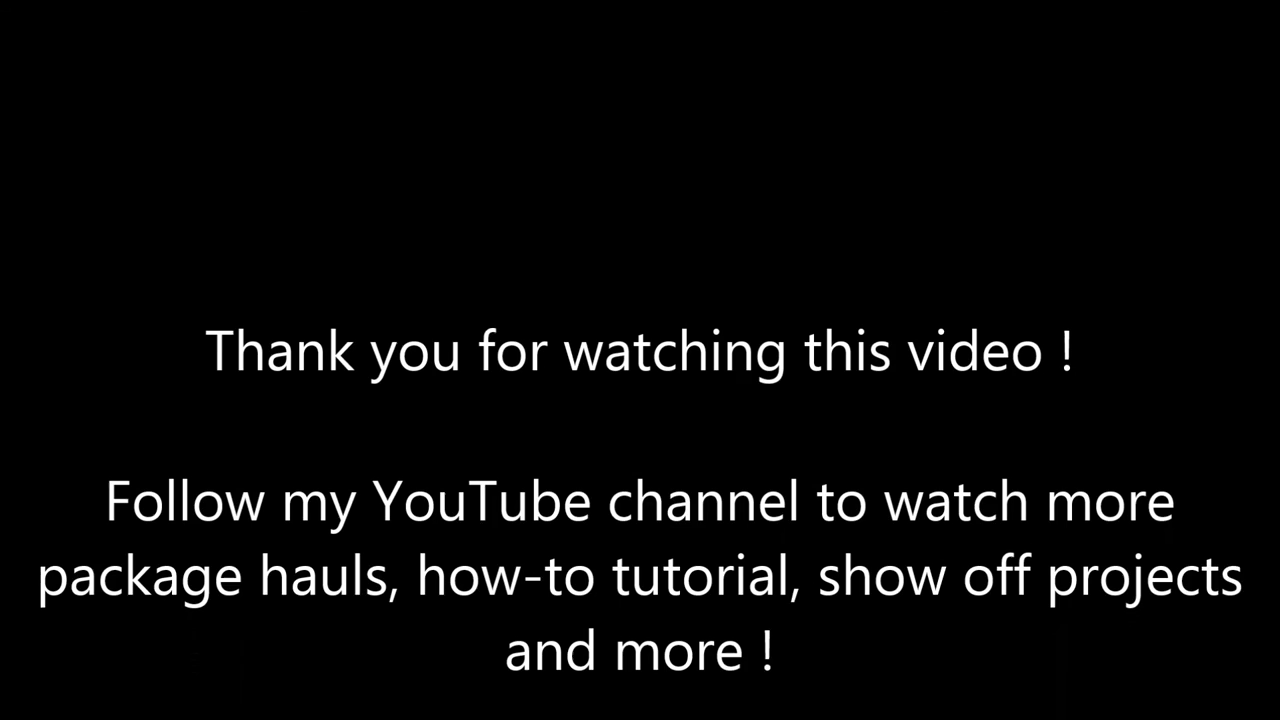 Thank you for watching this video !
Follow my YouTube channel to watch more
package hauls, how-to tutorial, show off projects
and more !